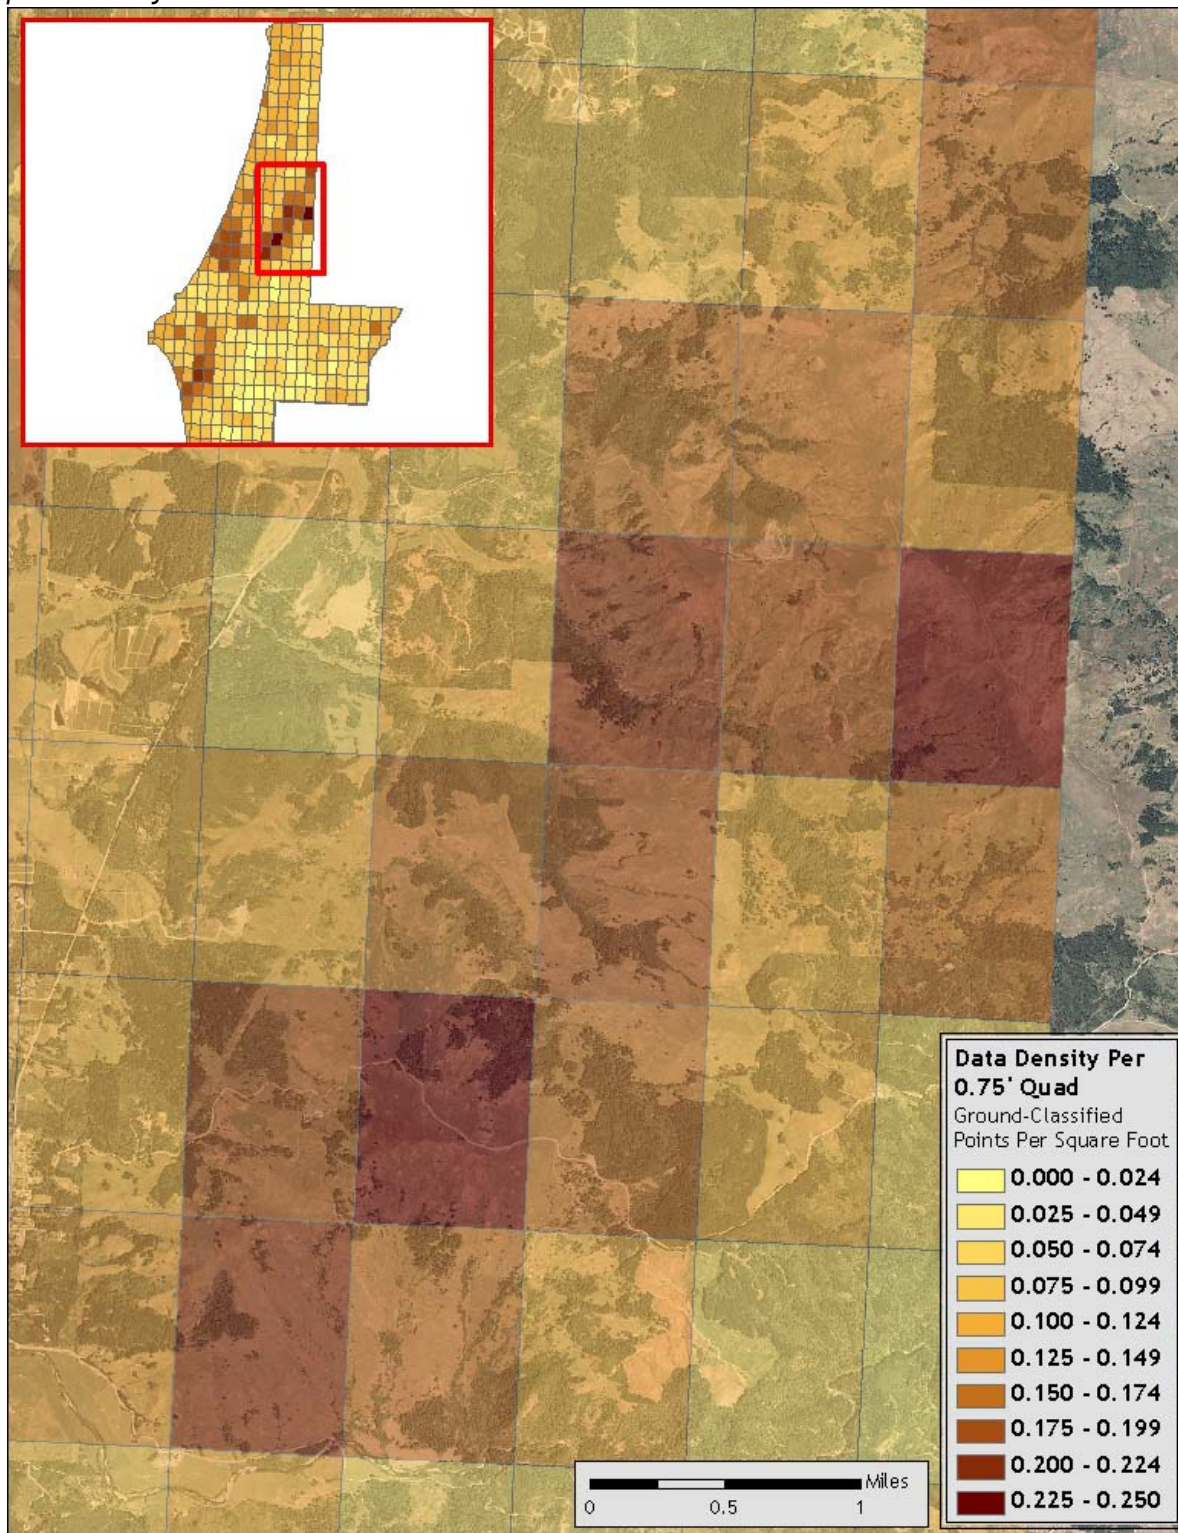 Data Density Per
0.75' Quad
Ground-Classified
Points Per Square Foot
0.000 - 0.024
0.025 - 0.049
0.050 - 0.074
0.075 - 0.099
0.100 - 0.124
0.125 - 0.149
0.150 - 0.174
0.175 - 0.199
0.200 - 0.224
0.225 - 0.250
Miles
0 0.5 1